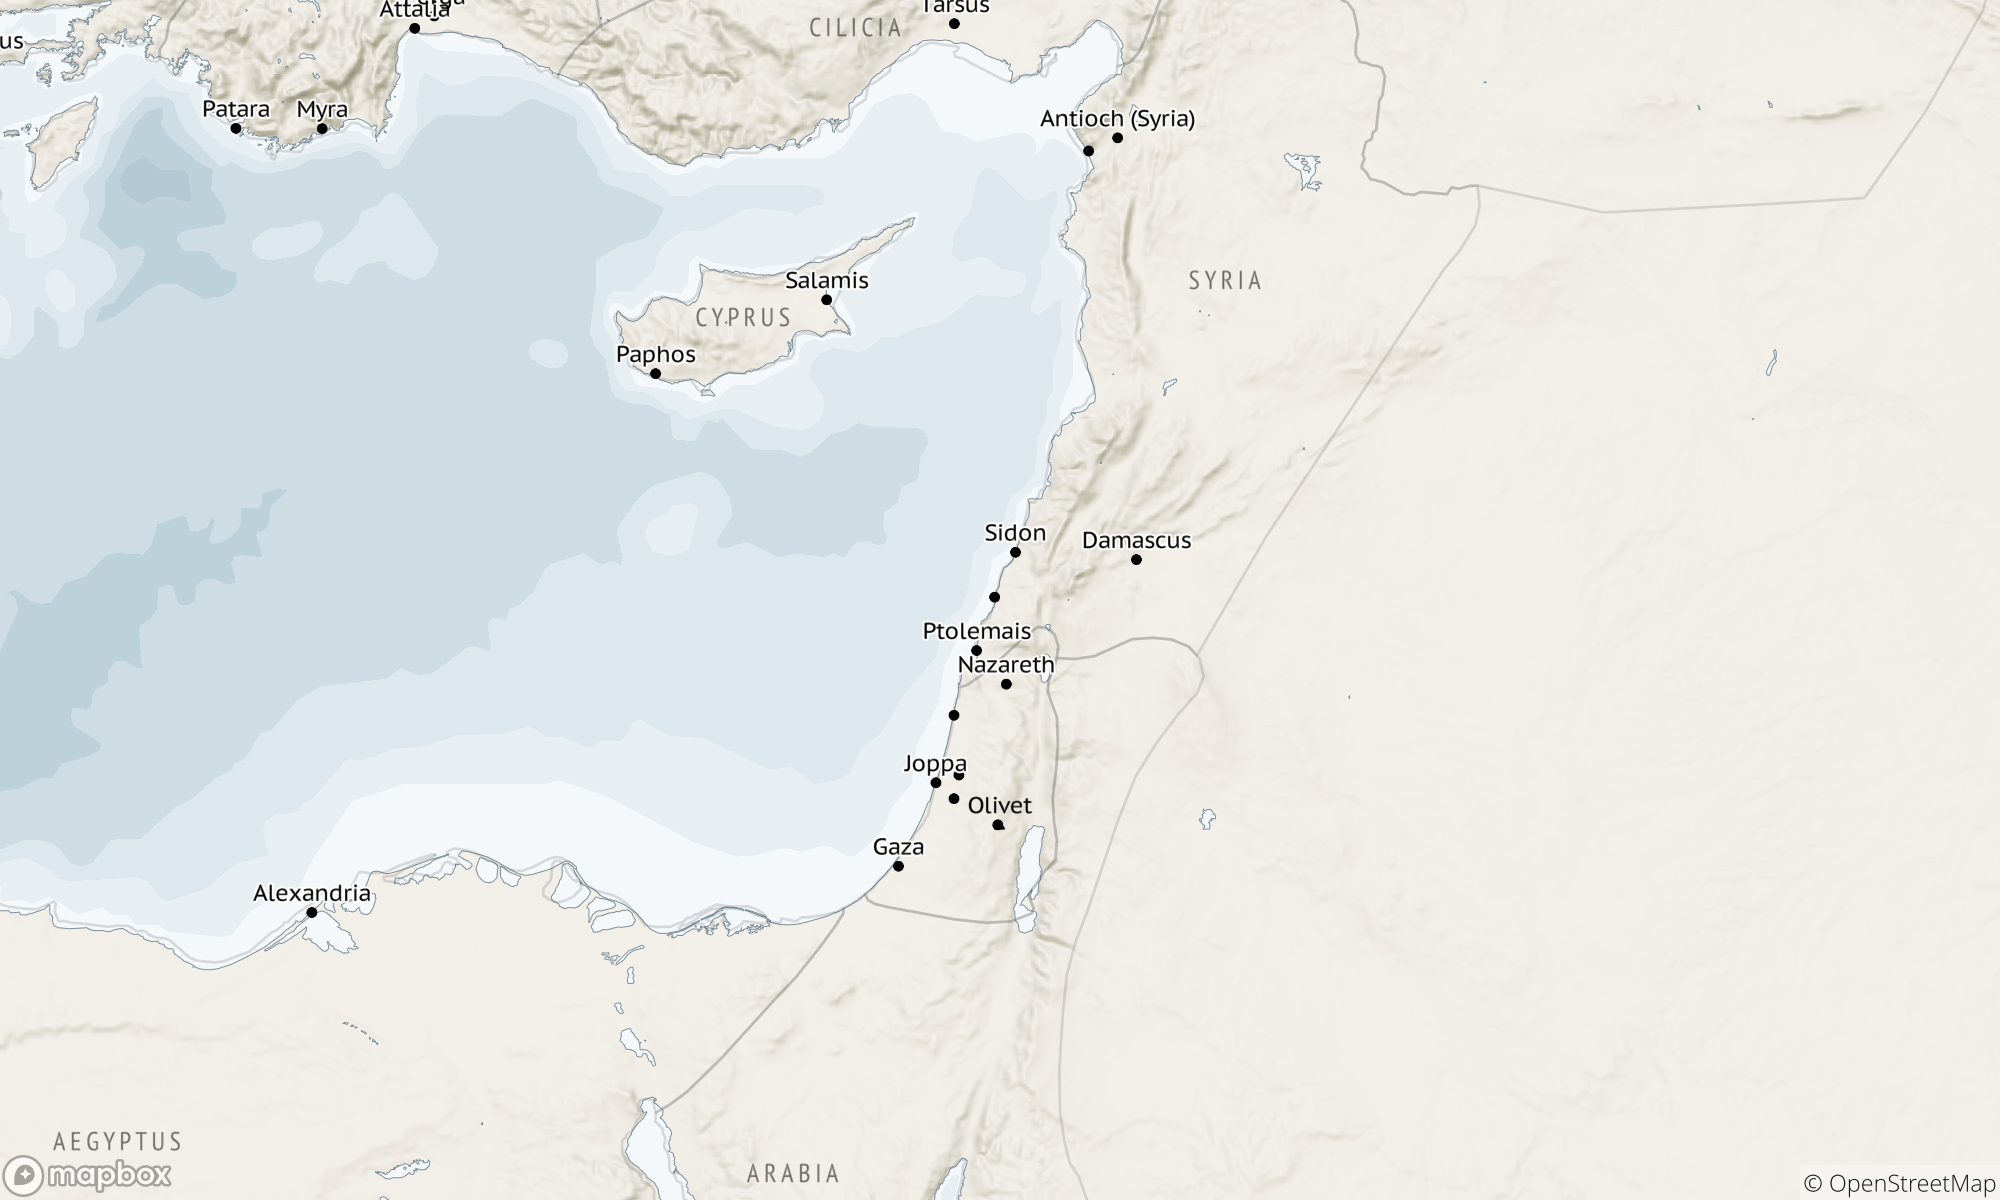 Attalia
CILICIA
Tarsus
Patara
Myra
Antioch (Syria)
Salamis
SYRIA
CYPRUS
Paphos
Sidon
Damascus
Ptolemais
Nazareth
Joppa
Olivet
Gaza
Alexandria
AEGYPTUS
ARABIA
mapbox
© OpenStreetMap